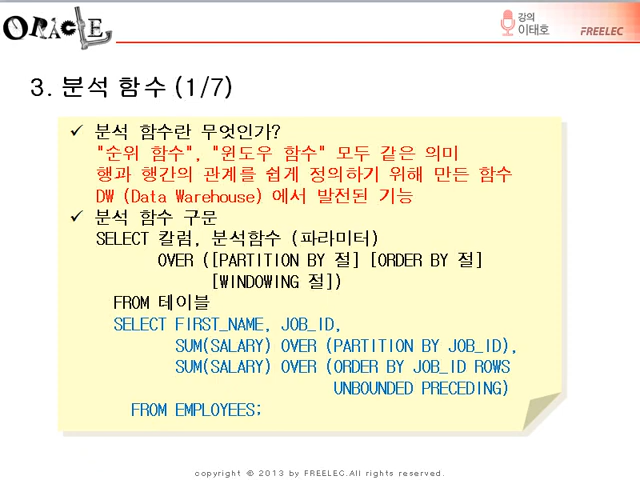 ORACLE
강의
이태호
FREELEC
3. 분석 함수 (1/7)
✓ 분석 함수란 무엇인가?
"순위 함수", "윈도우 함수" 모두 같은 의미
행과 행간의 관계를 쉽게 정의하기 위해 만든 함수
DW (Data Warehouse) 에서 발전된 기능
✓ 분석 함수 구문
SELECT 칼럼, 분석함수 (파라미터)
OVER ([PARTITION BY 절] [ORDER BY 절]
[WINDOWING 절])
FROM 테이블
SELECT FIRST_NAME, JOB_ID,
SUM(SALARY) OVER (PARTITION BY JOB_ID),
SUM(SALARY) OVER (ORDER BY JOB_ID ROWS
UNBOUNDED PRECEDING)
FROM EMPLOYEES;
copyright © 2013 by FREELEC.All rights reserved.